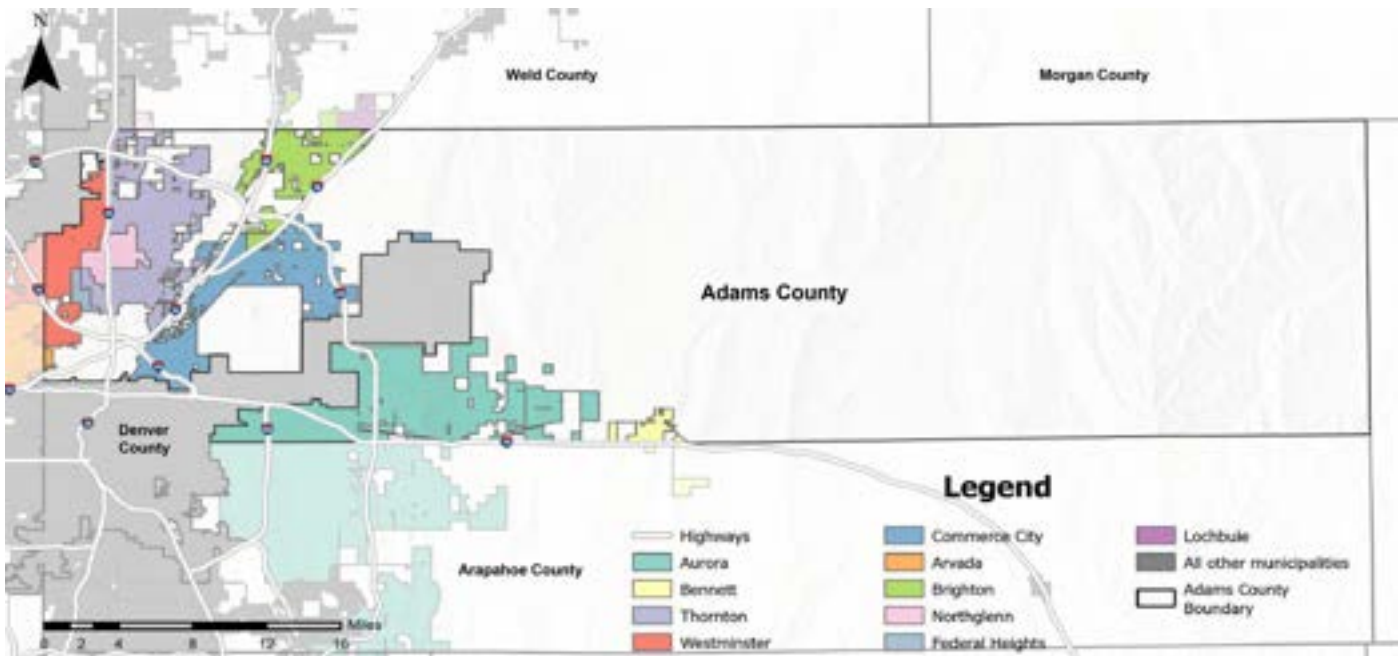 N
Weld County
Morgan County
Adams County
Denver
County
Arapahoe County
Legend
Highways
Aurora
Bennett
Thornton
Westminster
Commerce City
Arvada
Brighton
Northglenn
Federal Heights
Lochbuie
All other municipalities
Adams County
Boundary
Miles
0 2 4 8 12 16